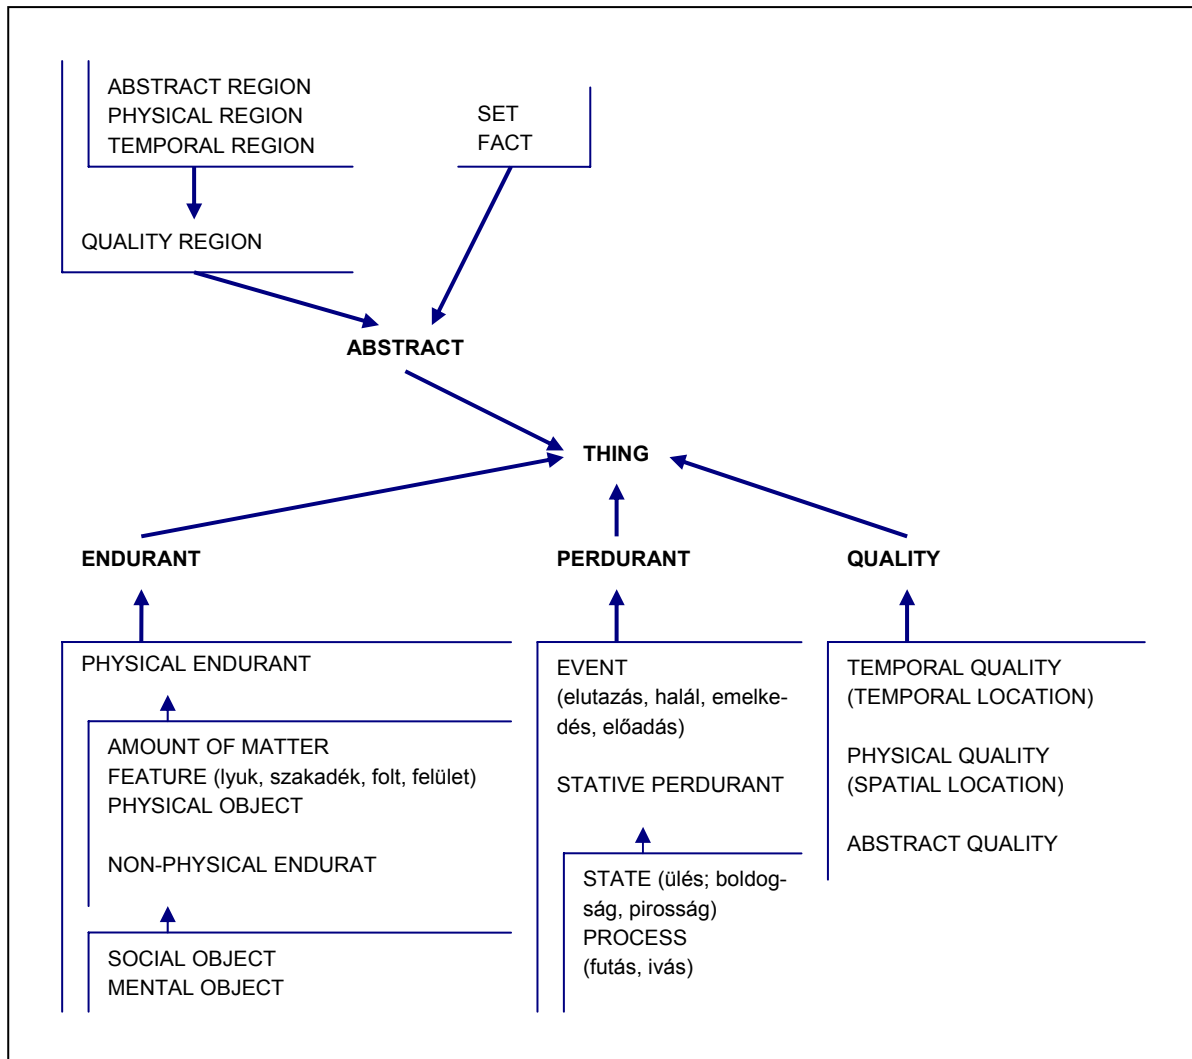 ABSTRACT REGION
PHYSICAL REGION
TEMPORAL REGION
SET
FACT
QUALITY REGION
ABSTRACT
THING
ENDURANT
PERDURANT
QUALITY
PHYSICAL ENDURANT
AMOUNT OF MATTER
FEATURE (lyuk, szakadék, folt, felület)
PHYSICAL OBJECT
NON-PHYSICAL ENDURAT
SOCIAL OBJECT
MENTAL OBJECT
EVENT
(elutazás, halál, emelke-
dés, előadás)
STATIVE PERDURANT
STATE (ülés; boldog-
ság, pirosság)
PROCESS
(futás, ivás)
TEMPORAL QUALITY
(TEMPORAL LOCATION)
PHYSICAL QUALITY
(SPATIAL LOCATION)
ABSTRACT QUALITY